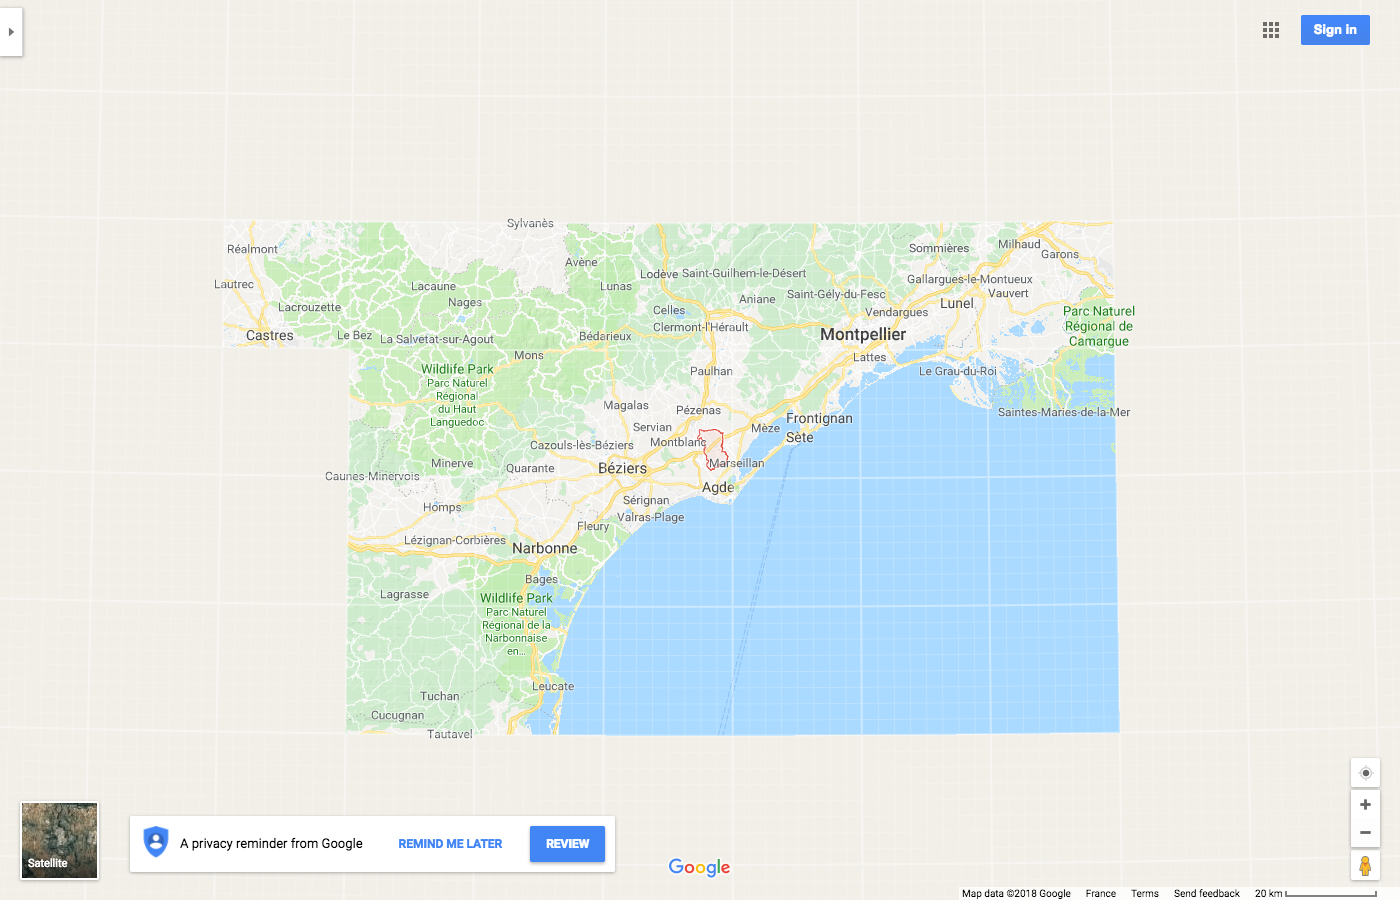 Sign in
Sylvanès
Réalmont
Sommières
Milhaud
Garons
Avène
Lodève
Saint-Guilhem-le-Désert
Gallargues-le-Montueux
Lautrec
Lacaune
Lunas
Saint-Gély-du-Fesc
Vauvert
Lacrouzette
Nages
Aniane
Lunel
Celles
Vendargues
Parc Naturel
Régional de
Camargue
Castres
Le Bez
La Salvetat-sur-Agout
Bédarieux
Clermont-l'Hérault
Montpellier
Mons
Lattes
Wildlife Park
Parc Naturel
Régional
du Haut
Languedoc
Paulhan
Le Grau-du-Roi
Magalas
Pézenas
Saintes-Maries-de-la-Mer
Servian
Mèze
Frontignan
Sète
Cazouls-lès-Béziers
Montblanc
Minerve
Quarante
Béziers
Marseillan
Caunes-Minervois
Agde
Homps
Sérignan
Valras-Plage
Fleury
Lézignan-Corbières
Narbonne
Bages
Lagrasse
Wildlife Park
Parc Naturel
Régional de la
Narbonnaise
en...
Leucate
Tuchan
Cucugnan
Tautavel
Satellite
A privacy reminder from Google
REMIND ME LATER
REVIEW
Google
Map data ©2018 Google
France
Terms
Send feedback
20 km